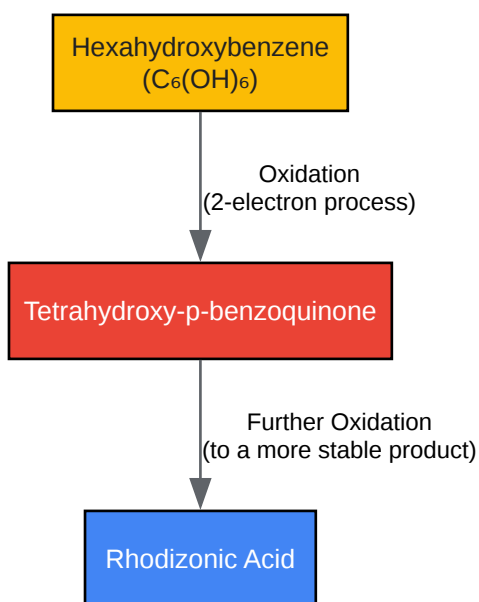 Hexahydroxybenzene
(C₆(OH)₆)
Oxidation
(2-electron process)
Tetrahydroxy-p-benzoquinone
Further Oxidation
(to a more stable product)
Rhodizonic Acid